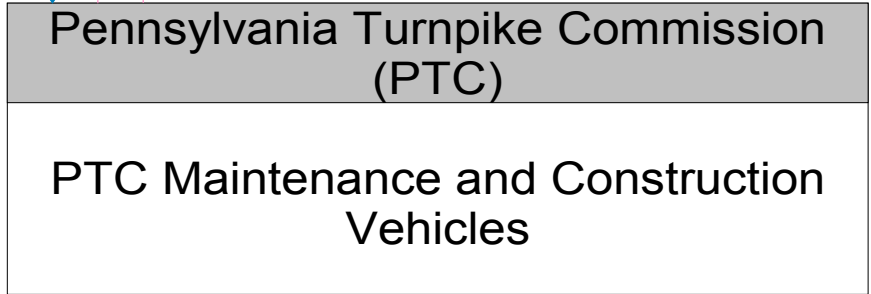 Pennsylvania Turnpike Commission
(PTC)
PTC Maintenance and Construction
Vehicles